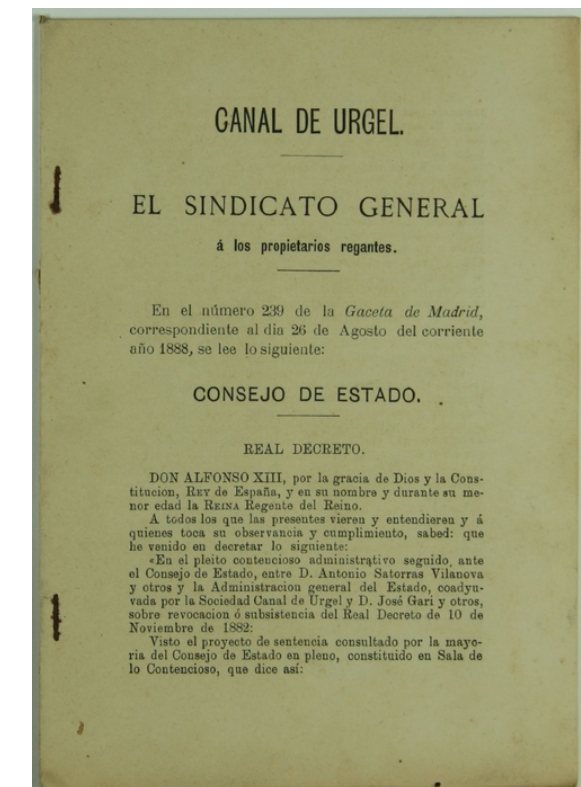 CANAL DE URGEL.
EL SINDICATO GENERAL
á los propietarios regantes.
En el número 239 de la Gaceta de Madrid,
correspondiente al dia 26 de Agosto del corriente
año 1888, se lee lo siguiente:
CONSEJO DE ESTADO.
REAL DECRETO.
DON ALFONSO XIII, por la gracia de Dios y la Cons-
titucion, REY de España, y en su nombre y durante su me-
nor edad la REINA Regente del Reino.
A todos los que las presentes vieren y entendieren y á
quienes toca su observancia y cumplimiento, sabed: que
he venido en decretar lo siguiente:
«En el pleito contencioso administrativo seguido, ante
el Consejo de Estado, entre D. Antonio Satorras Vilanova
y otros y la Administracion general del Estado, coadyu-
vada por la Sociedad Canal de Urgel y D. José Gari y otros,
sobre revocacion ó subsistencia del Real Decreto de 10 de
Noviembre de 1882:
Visto el proyecto de sentencia consultado por la mayo-
ria del Consejo de Estado en pleno, constituido en Sala de
lo Contencioso, que dice así: